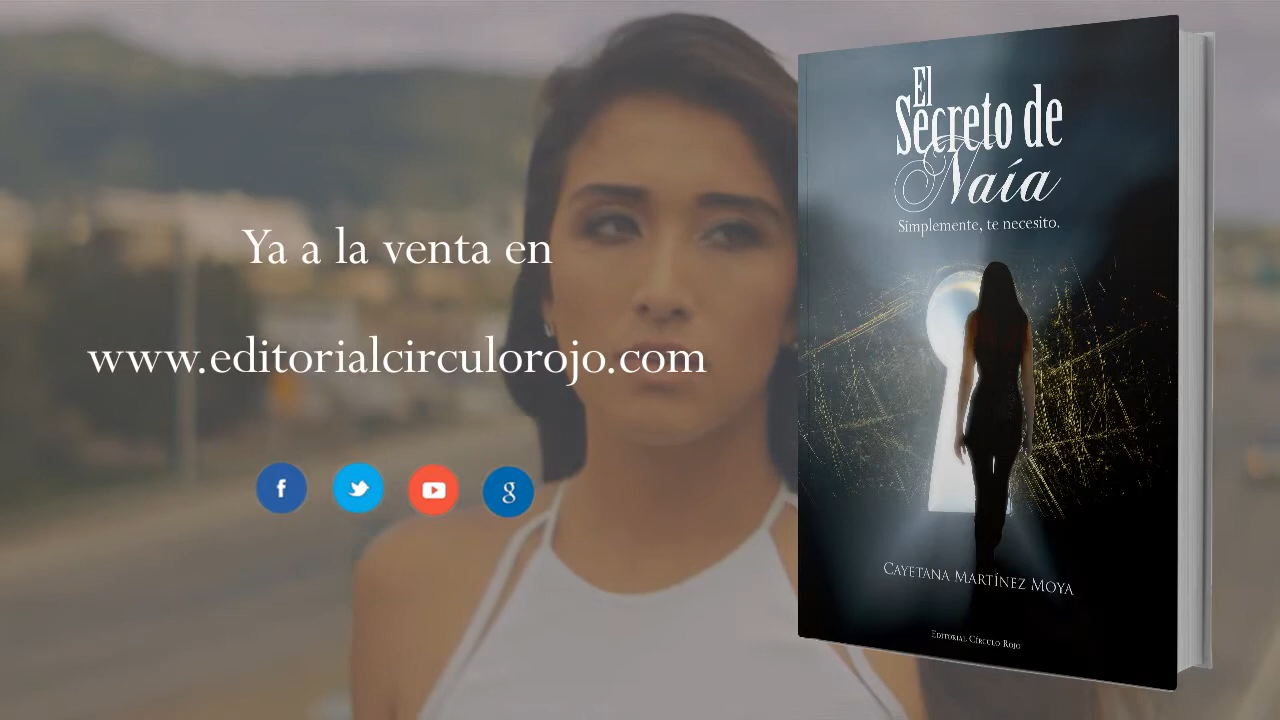 Ya a la venta en
www.editorialcirculorojo.com
f
g
El
Secreto de
Naía
Simplemente, te necesito.
CAYETANA MARTÍNEZ MOYA
EDITORIAL CÍRCULO ROJO